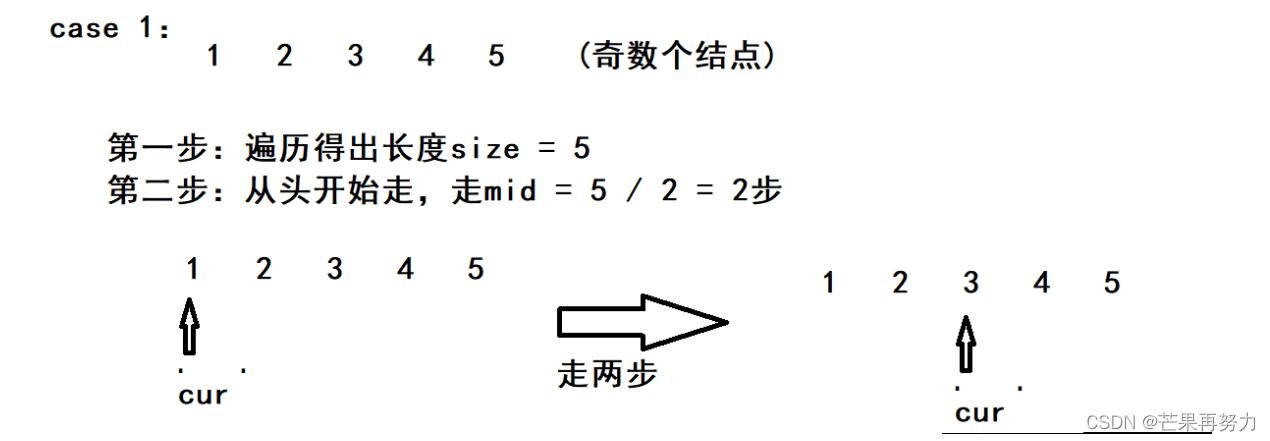 case 1:
1 2 3 4 5 (奇数个结点)
第一步: 遍历得出长度size = 5
第二步: 从头开始走，走mid = 5 / 2 = 2步
1 2 3 4 5
1 2 3 4 5
走两步
cur
cur
CSDN @芒果再努力